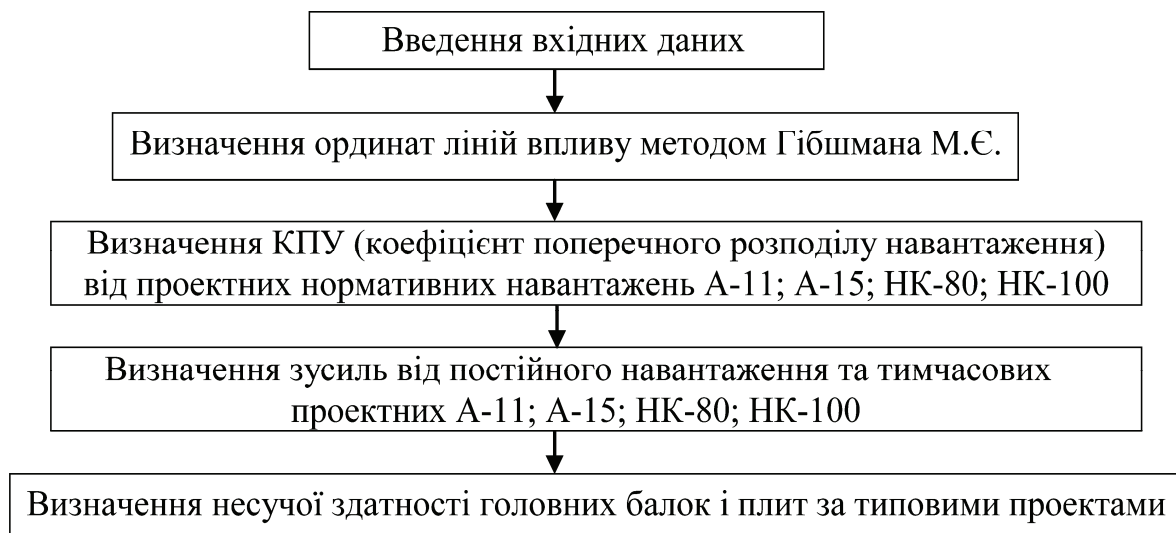 Введення вхідних даних
Визначення ординат ліній впливу методом Гібшмана М.Є.
Визначення КПУ (коефіцієнт поперечного розподілу навантаження)
від проектних нормативних навантажень А-11; А-15; НК-80; НК-100
Визначення зусиль від постійного навантаження та тимчасових
проектних А-11; А-15; НК-80; НК-100
Визначення несучої здатності головних балок і плит за типовими проектами